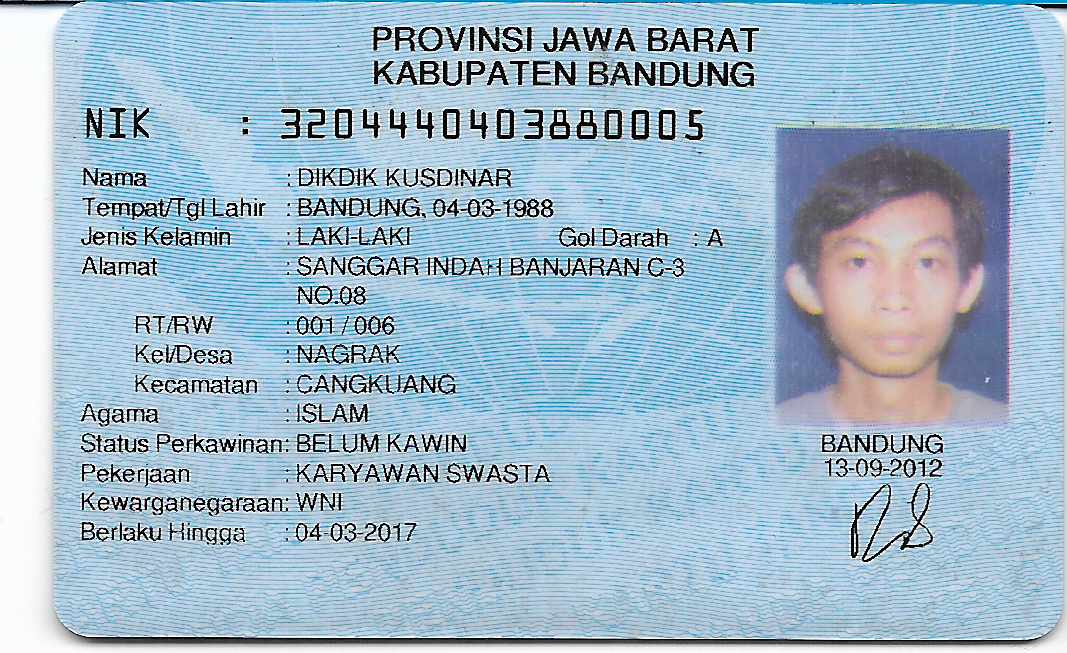 PROVINSI JAWA BARAT
KABUPATEN BANDUNG
NIK : 3204440403880005
Nama : DIKDIK KUSDINAR
Tempat/Tgl Lahir : BANDUNG, 04-03-1988
Jenis Kelamin : LAKI-LAKI Gol Darah : A
Alamat : SANGGAR INDAH BANJARAN C-3
NO.08
RT/RW : 001 / 006
Kel/Desa : NAGRAK
Kecamatan : CANGKUANG
Agama : ISLAM
Status Perkawinan: BELUM KAWIN
Pekerjaan : KARYAWAN SWASTA
Kewarganegaraan: WNI
Berlaku Hingga : 04-03-2017
BANDUNG
13-09-2012